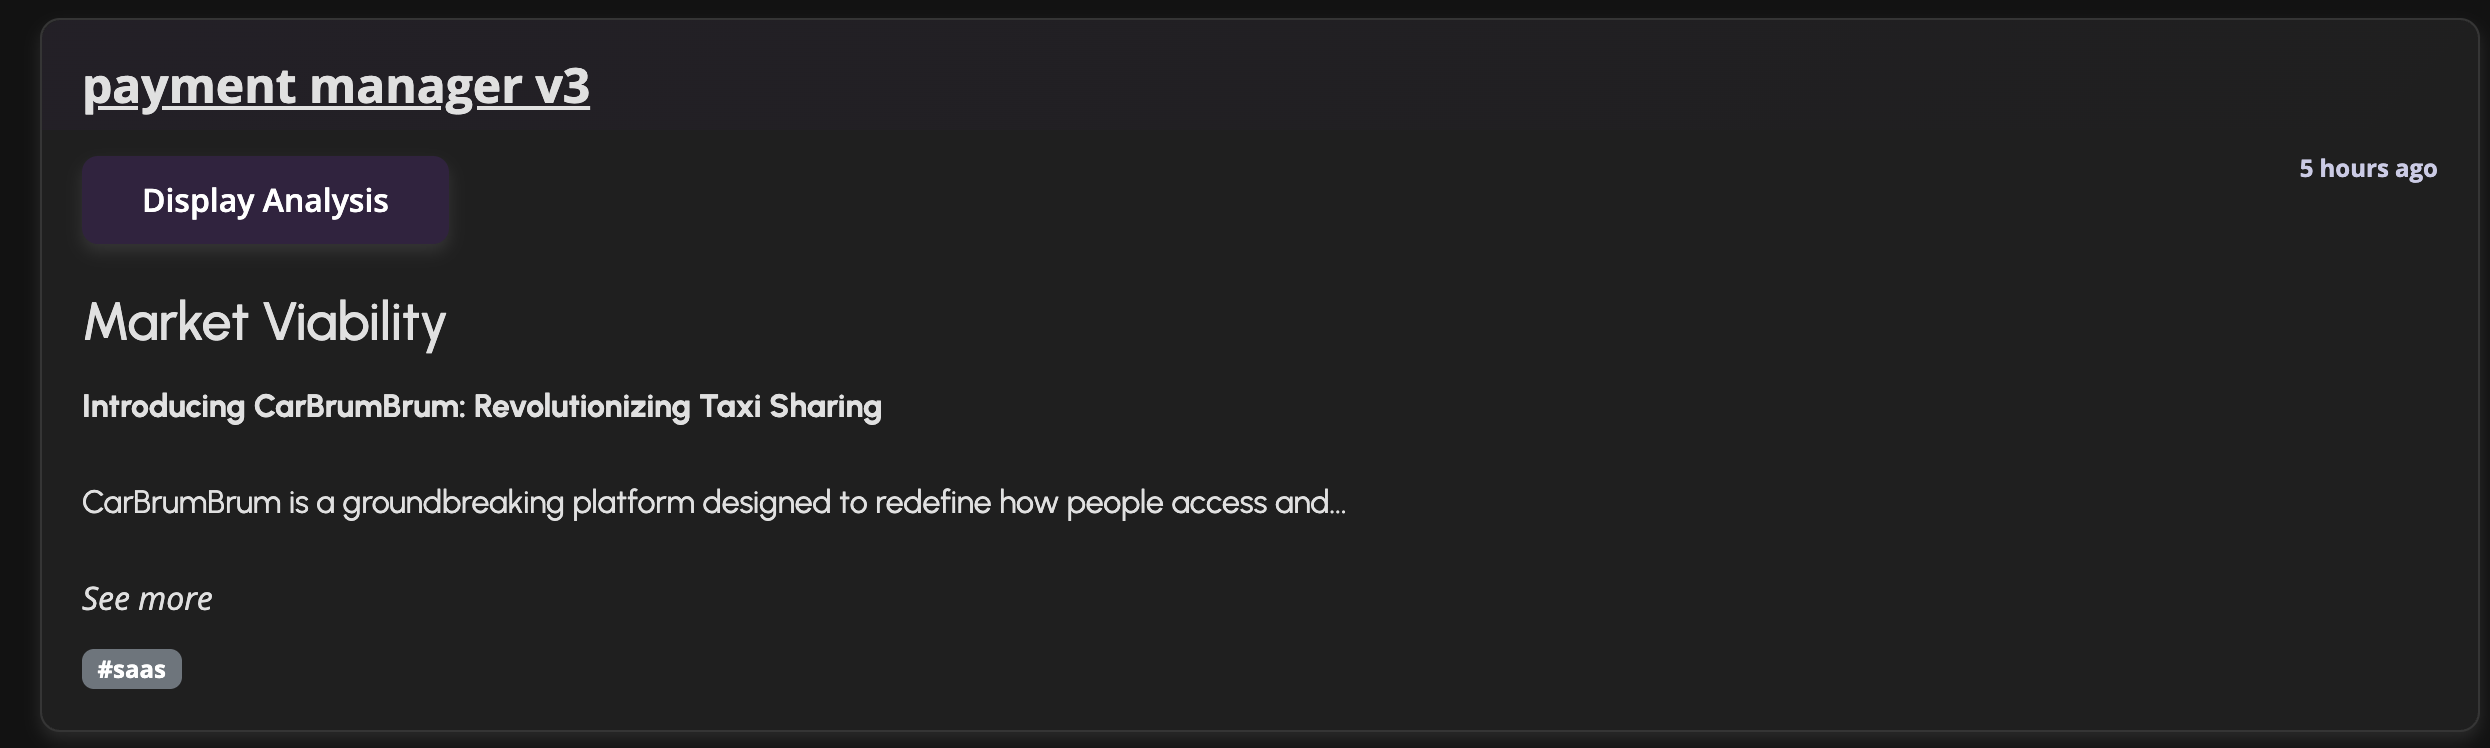 payment manager v3
Display Analysis
5 hours ago
Market Viability
Introducing CarBrumBrum: Revolutionizing Taxi Sharing
CarBrumBrum is a groundbreaking platform designed to redefine how people access and...
See more
#saas